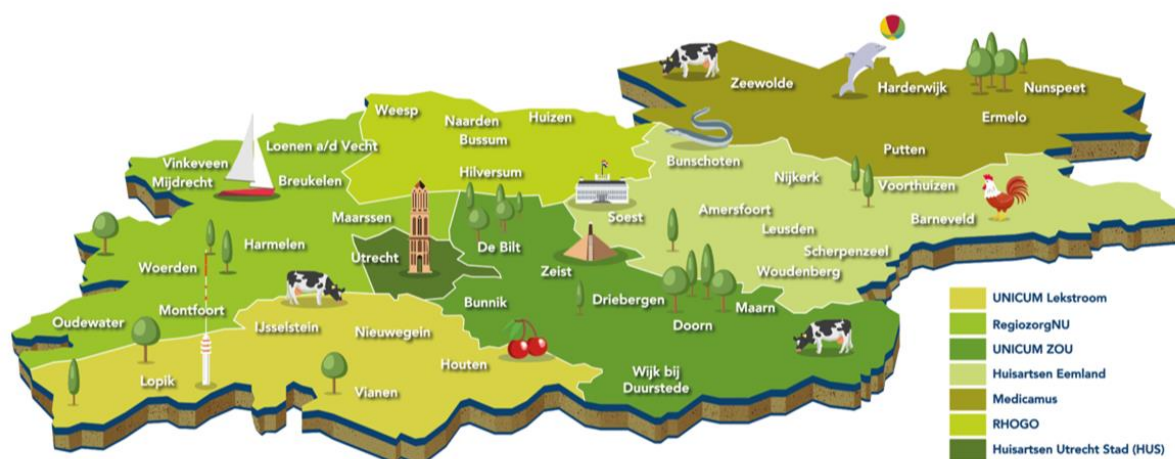 Zeewolde
Harderwijk
Nunspeet
Ermelo
Putten
Weesp
Naarden
Bussum
Huizen
Hilversum
Loenen a/d Vecht
Vinkeveen
Mijdrecht
Breukelen
Maarssen
Harmelen
Woerden
Montfoort
Oudewater
Utrecht
Bunschoten
Nijkerk
Voorthuizen
Barneveld
Soest
Amersfoort
Leusden
Scherpenzeel
Woudenberg
De Bilt
Zeist
Bunnik
Driebergen
Maarn
Doorn
Wijk bij
Duurstede
IJsselstein
Nieuwegein
Houten
Lopik
Vianen
UNICUM Lekstroom
RegiozorgNU
UNICUM ZOU
Huisartsen Eemland
Medicamus
RHOGO
Huisartsen Utrecht Stad (HUS)